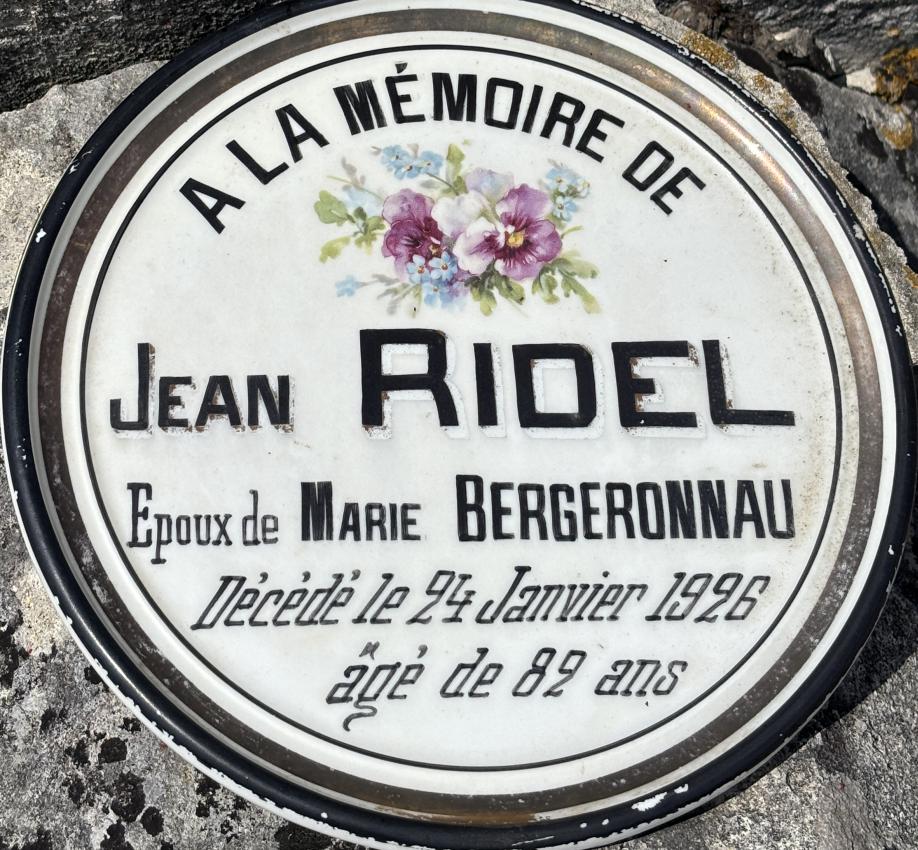 A LA MÉMOIRE DE
JEAN RIDEL
Epoux de MARIE BERGERONNAU
Décédé le 24 Janvier 1926
âgé de 82 ans